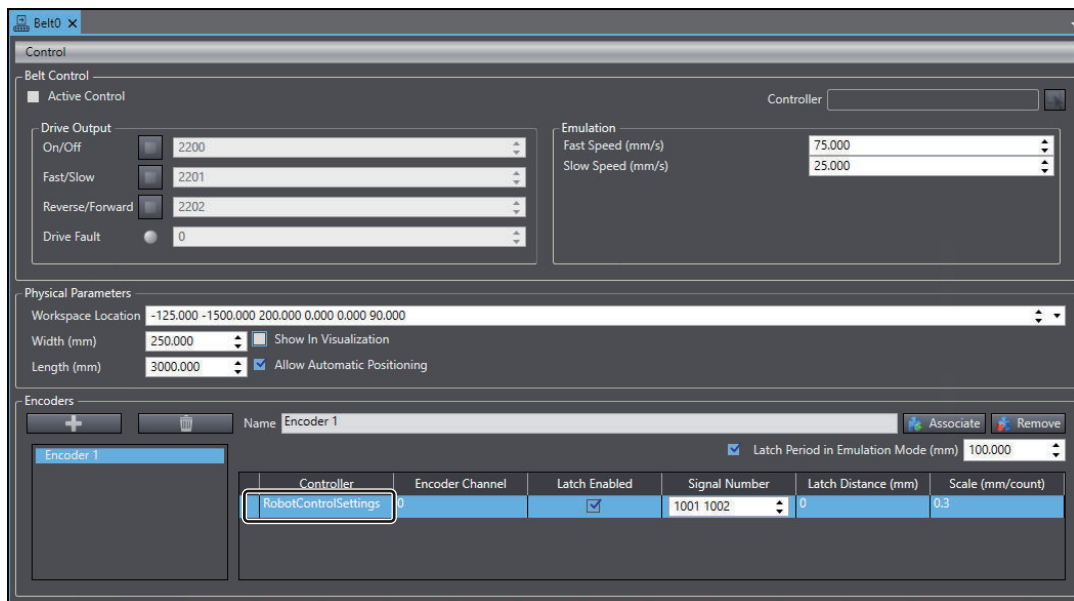 Belt0
Control
Belt Control
Active Control
Controller
Drive Output
On/Off 2200
Fast/Slow 2201
Reverse/Forward 2202
Drive Fault 0
Emulation
Fast Speed (mm/s) 75.000
Slow Speed (mm/s) 25.000
Physical Parameters
Workspace Location -125.000 -1500.000 200.000 0.000 0.000 90.000
Width (mm) 250.000 Show In Visualization
Length (mm) 3000.000 Allow Automatic Positioning
Encoders
Name Encoder 1 Associate Remove
Latch Period in Emulation Mode (mm) 100.000
Encoder 1
Controller Encoder Channel Latch Enabled Signal Number Latch Distance (mm) Scale (mm/count)
RobotControlSettings 0 1001 1002 0 0.3